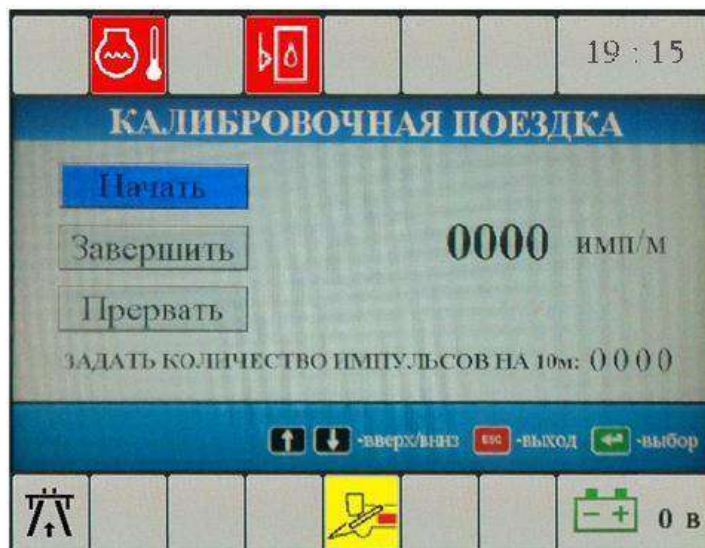 19 : 15
КАЛИБРОВОЧНАЯ ПОЕЗДКА
Начать
Завершить
0000 имп/м
Прервать
ЗАДАТЬ КОЛИЧЕСТВО ИМПУЛЬСОВ НА 10м: 0000
-вверх/вниз ESC -выход -выбор
0 в